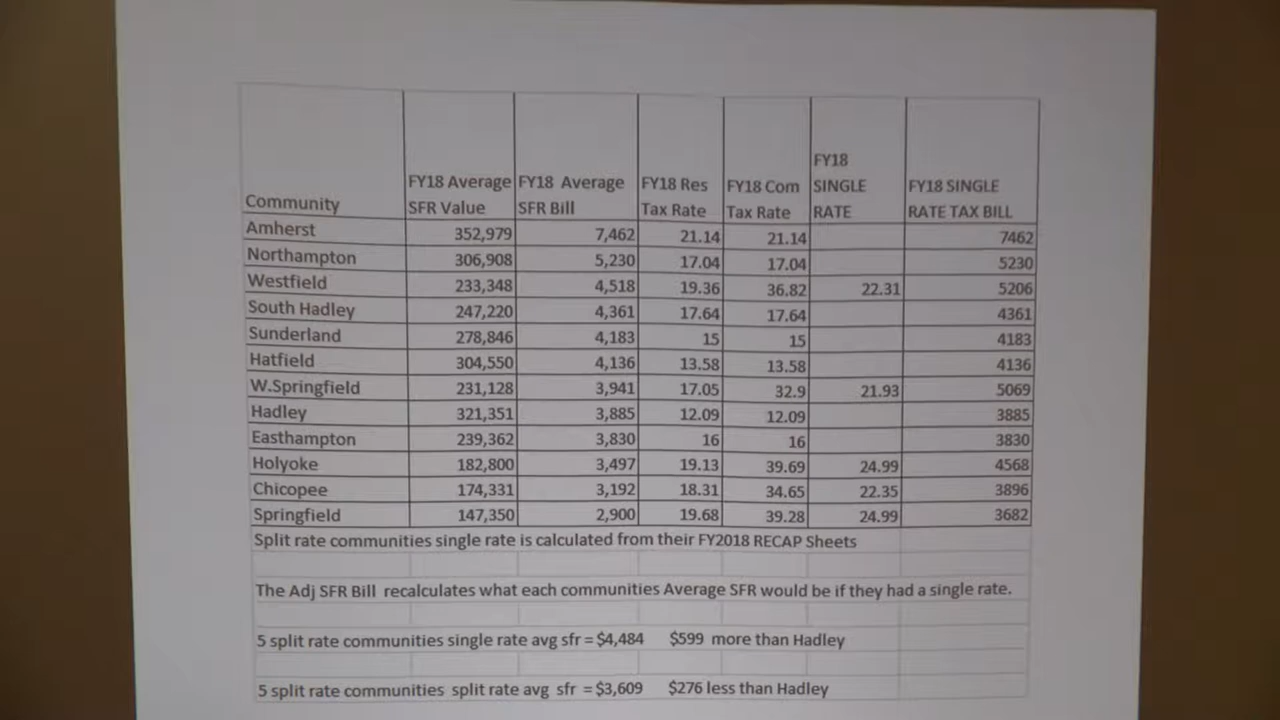 Community FY18 Average SFR Value FY18 Average SFR Bill FY18 Res Tax Rate FY18 Com Tax Rate FY18 SINGLE RATE FY18 SINGLE RATE TAX BILL
Amherst 352,979 7,462 21.14 21.14 7462
Northampton 306,908 5,230 17.04 17.04 5230
Westfield 233,348 4,518 19.36 36.82 22.31 5206
South Hadley 247,220 4,361 17.64 17.64 4361
Sunderland 278,846 4,183 15 15 4183
Hatfield 304,550 4,136 13.58 13.58 4136
W.Springfield 231,128 3,941 17.05 32.9 21.93 5069
Hadley 321,351 3,885 12.09 12.09 3885
Easthampton 239,362 3,830 16 16 3830
Holyoke 182,800 3,497 19.13 39.69 24.99 4568
Chicopee 174,331 3,192 18.31 34.65 22.35 3896
Springfield 147,350 2,900 19.68 39.28 24.99 3682
Split rate communities single rate is calculated from their FY2018 RECAP Sheets
The Adj SFR Bill recalculates what each communities Average SFR would be if they had a single rate.
5 split rate communities single rate avg sfr = $4,484 $599 more than Hadley
5 split rate communities split rate avg sfr = $3,609 $276 less than Hadley